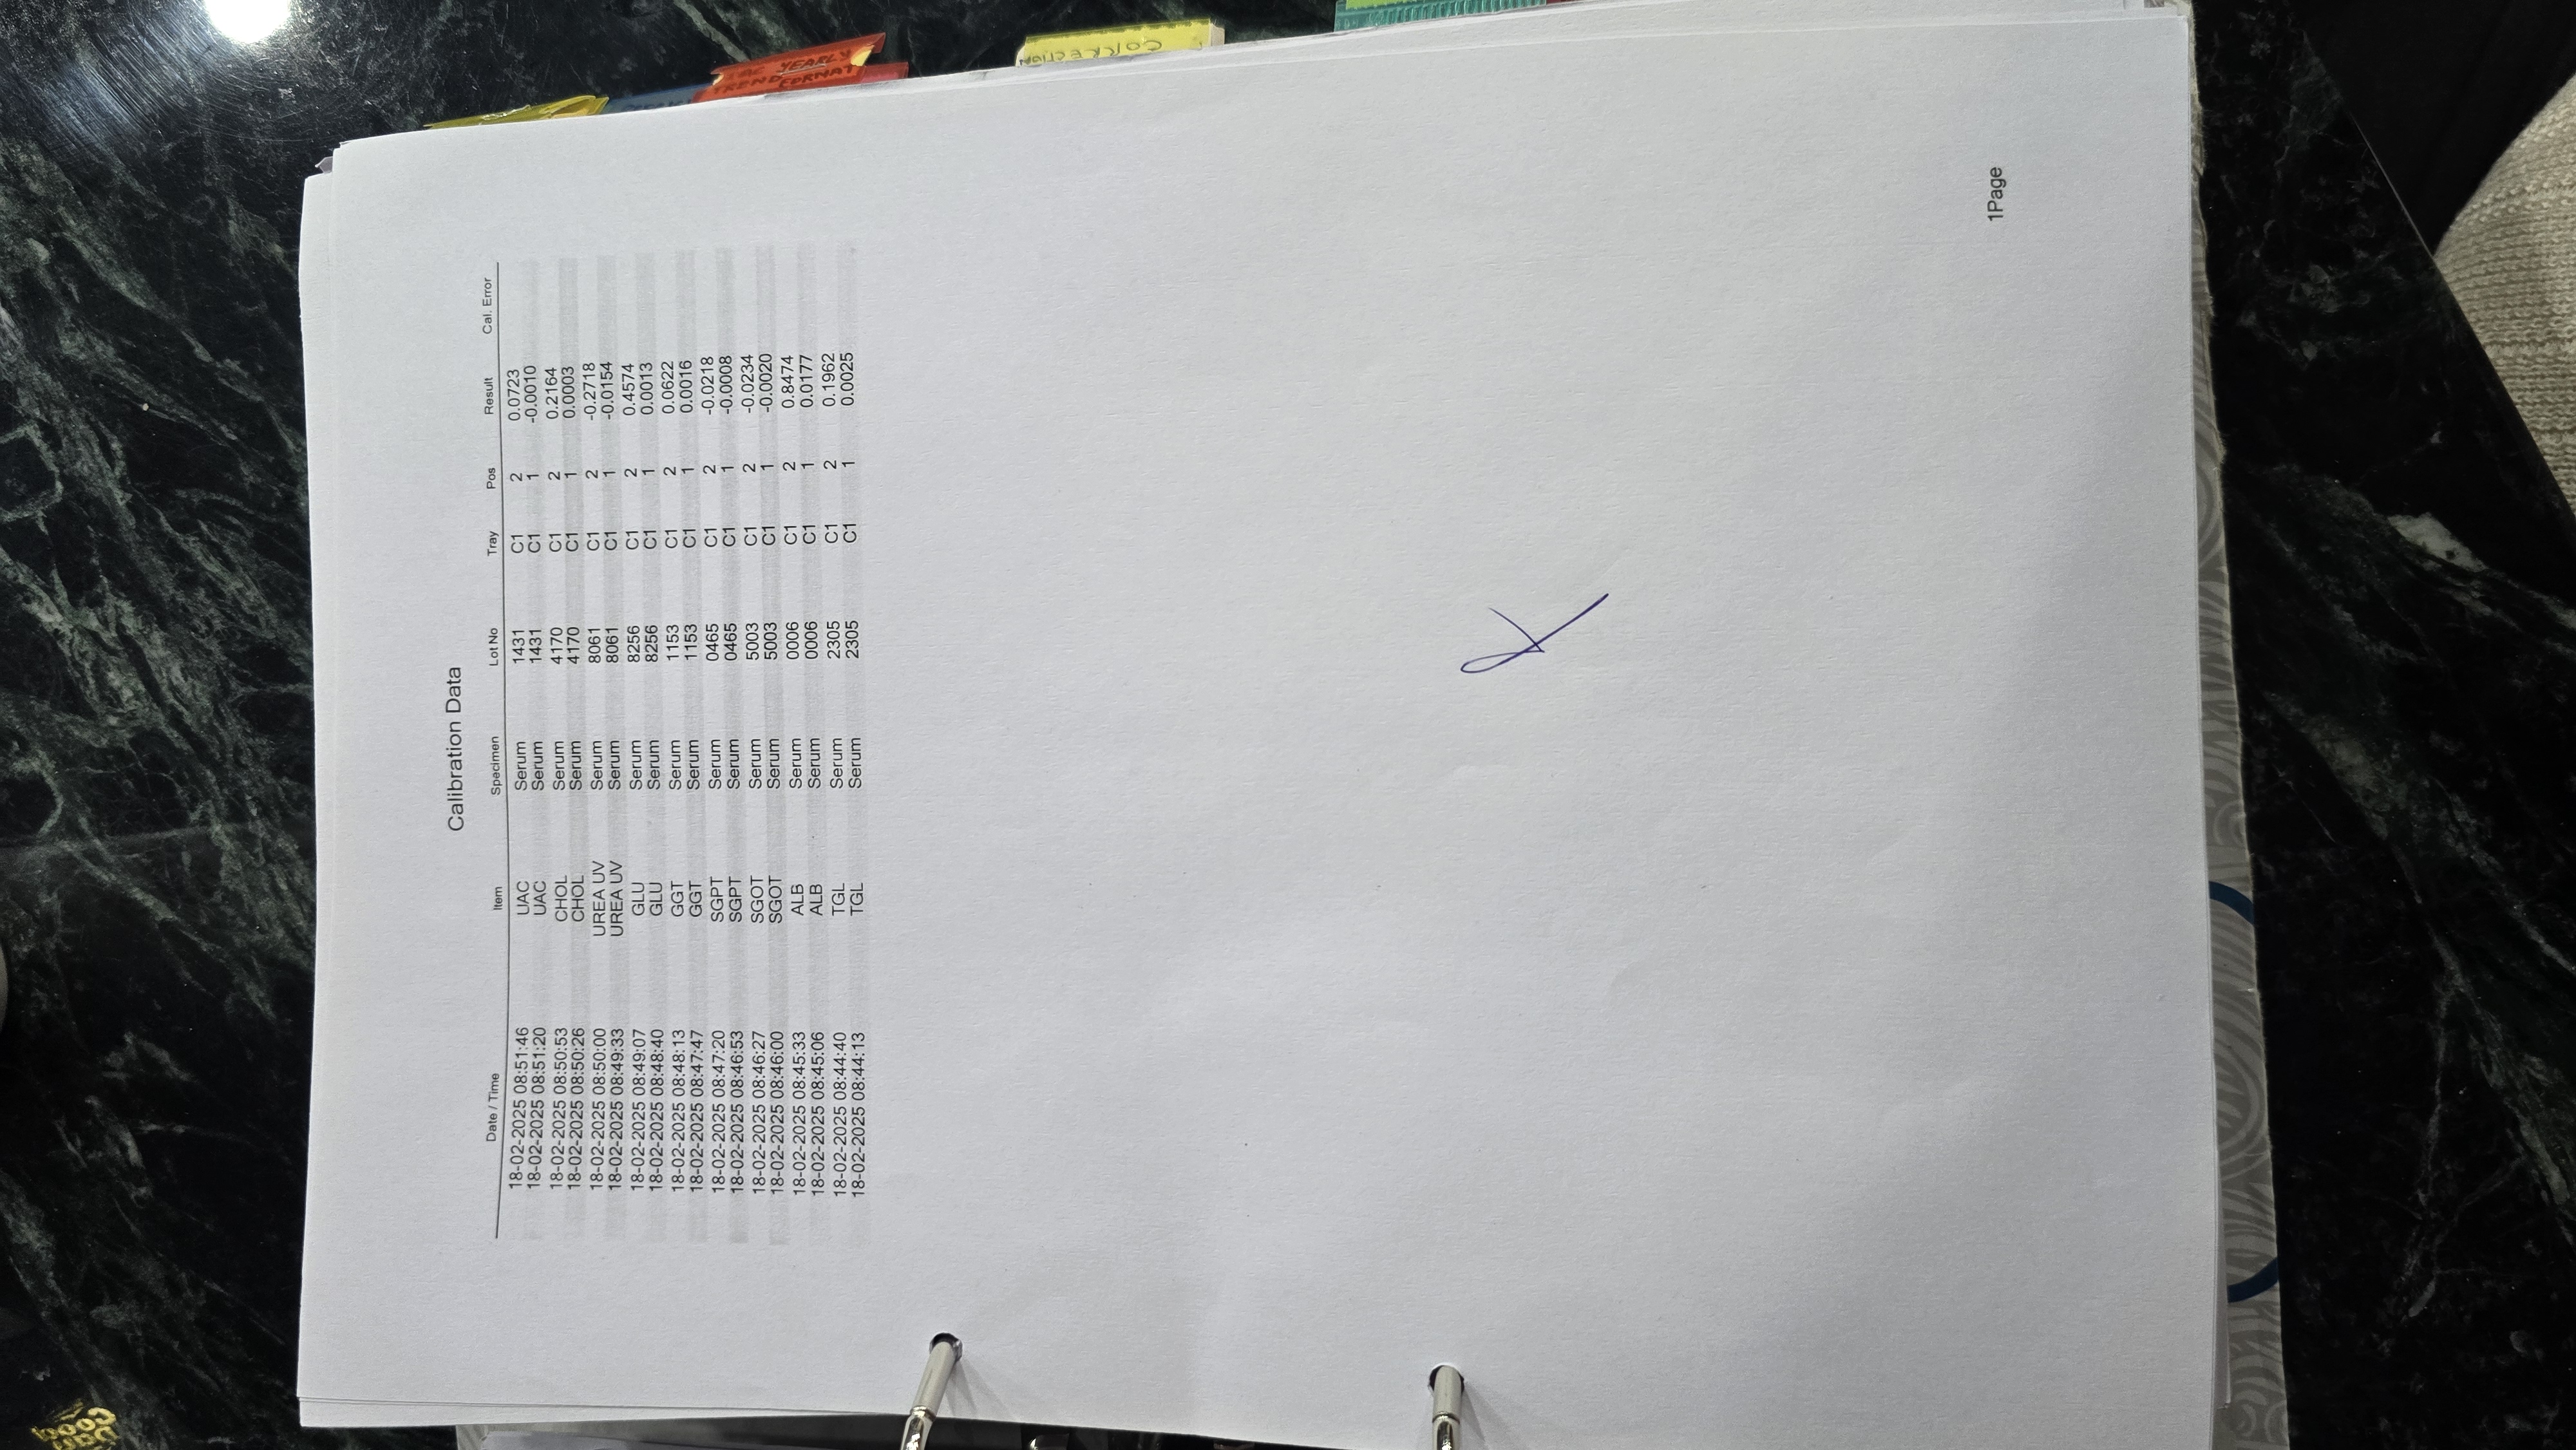 Calibration Data
Date / Time Item Specimen Lot No Tray Pos Result Cal. Error
18-02-2025 08:51:46 UAC Serum 1431 C1 2 0.0723
18-02-2025 08:51:20 UAC Serum 1431 C1 1 -0.0010
18-02-2025 08:50:53 CHOL Serum 4170 C1 2 0.2164
18-02-2025 08:50:26 CHOL Serum 4170 C1 1 0.0003
18-02-2025 08:50:00 UREA UV Serum 8061 C1 2 -0.2718
18-02-2025 08:49:33 UREA UV Serum 8061 C1 1 -0.0154
18-02-2025 08:49:07 GLU Serum 8256 C1 2 0.4574
18-02-2025 08:48:40 GLU Serum 8256 C1 1 0.0013
18-02-2025 08:48:13 GGT Serum 1153 C1 2 0.0622
18-02-2025 08:47:47 GGT Serum 1153 C1 1 0.0016
18-02-2025 08:47:20 SGPT Serum 0465 C1 2 -0.0218
18-02-2025 08:46:53 SGPT Serum 0465 C1 1 -0.0008
18-02-2025 08:46:27 SGOT Serum 5003 C1 2 -0.0234
18-02-2025 08:46:00 SGOT Serum 5003 C1 1 -0.0020
18-02-2025 08:45:33 ALB Serum 0006 C1 2 0.8474
18-02-2025 08:45:06 ALB Serum 0006 C1 1 0.0177
18-02-2025 08:44:40 TGL Serum 2305 C1 2 0.1962
18-02-2025 08:44:13 TGL Serum 2305 C1 1 0.0025
CORRECTION
1Page